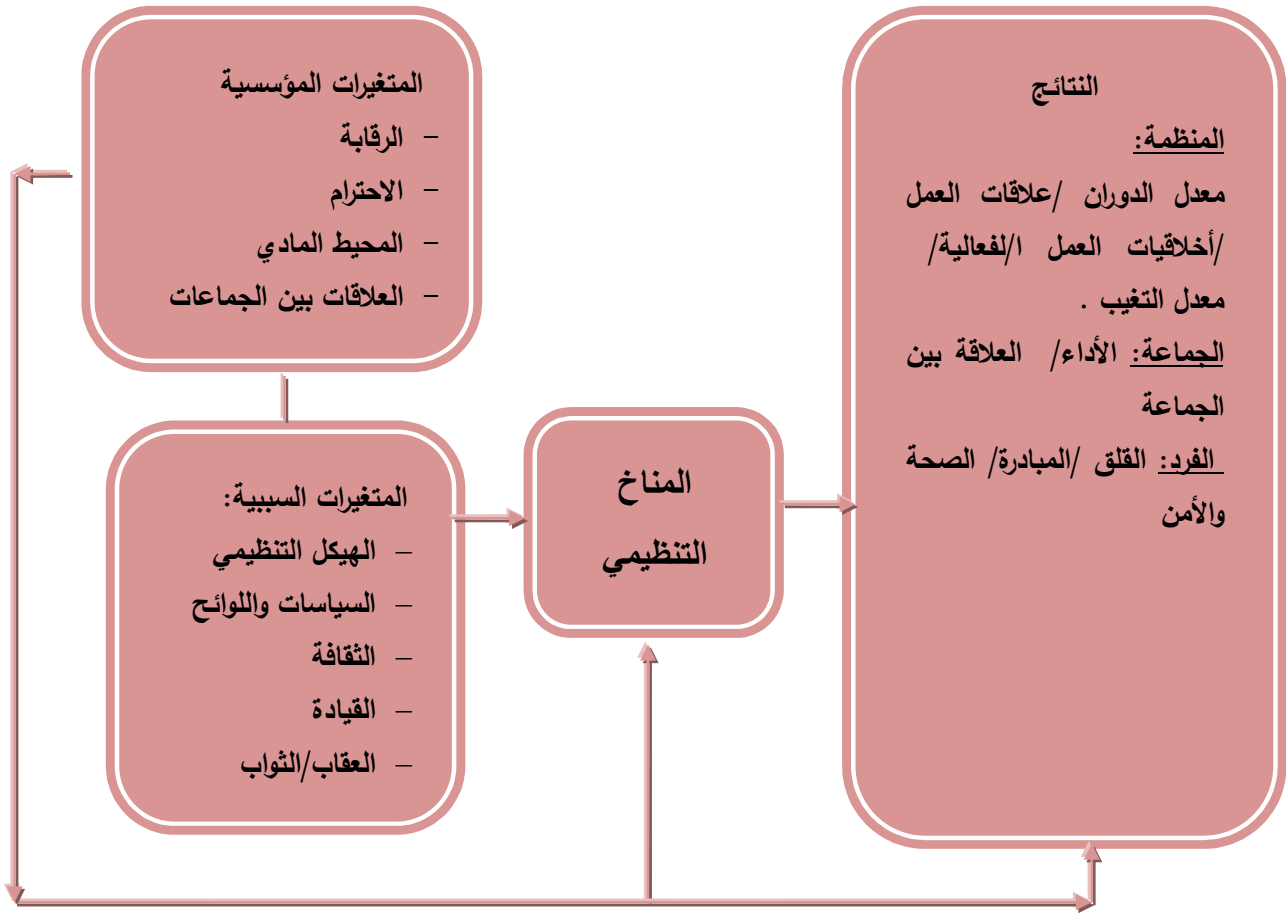 المتغيرات المؤسسية
- الرقابة
- الاحترام
- المحيط المادي
- العلاقات بين الجماعات
المتغيرات السببية:
- الهيكل التنظيمي
- السياسات واللوائح
- الثقافة
- القيادة
- العقاب/الثواب
المناخ
التنظيمي
النتائج
المنظمة:
معدل الدوران /علاقات العمل
/أخلاقيات العمل ا/لفعالية/
معدل التغيب .
الجماعة: الأداء/ العلاقة بين
الجماعة
الفرد: القلق /المبادرة/ الصحة
والأمن